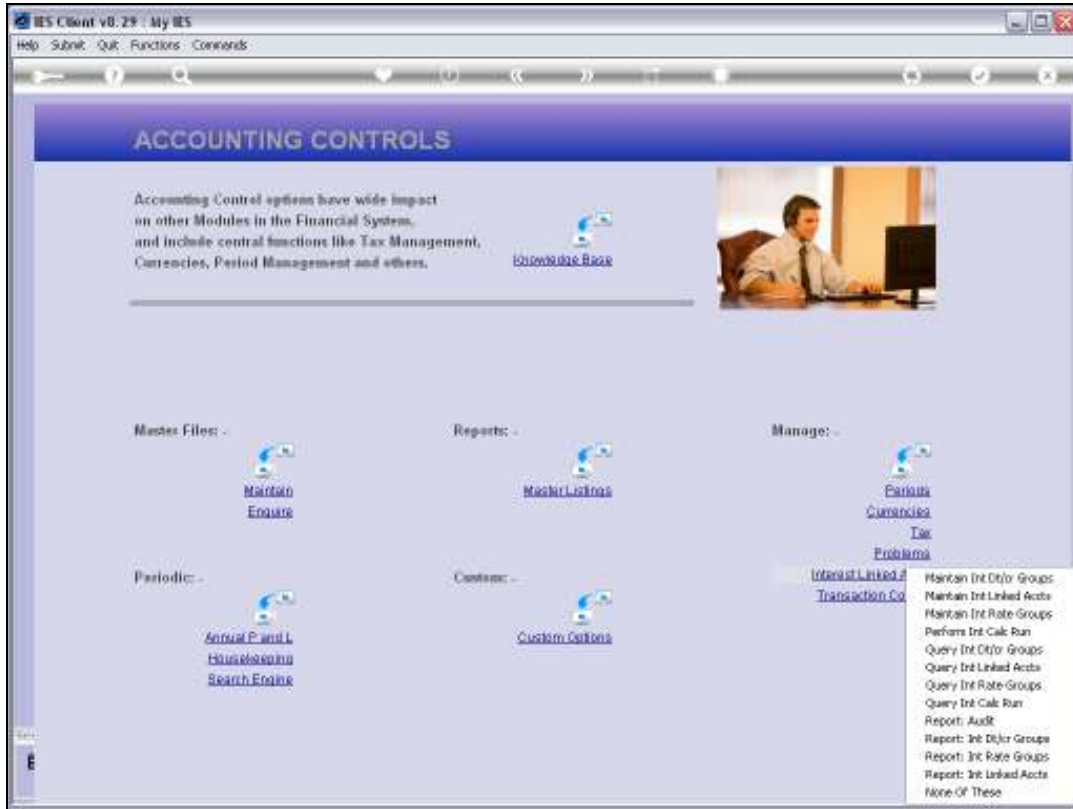 IES Client v8.29 : My IES
Help Submit Quit Functions Commands
ACCOUNTING CONTROLS
Accounting Control options have wide impact
on other Modules in the Financial System,
and include central functions like Tax Management,
Currencies, Period Management and others.
Knowledge Base
Master Files: -
Maintain
Enquire
Reports: -
Master Listings
Manage: -
Periods
Currencies
Tax
Problems
Interest Linked A
Transaction Co
Periodic: -
Annual P and L
Housekeeping
Search Engine
Custom: -
Custom Options
Maintain Int Dt/cr Groups
Maintain Int Linked Accts
Maintain Int Rate Groups
Perform Int Calc Run
Query Int Dt/cr Groups
Query Int Linked Accts
Query Int Rate Groups
Query Int Calc Run
Report: Audit
Report: Int Dt/cr Groups
Report: Int Rate Groups
Report: Int Linked Accts
None Of These